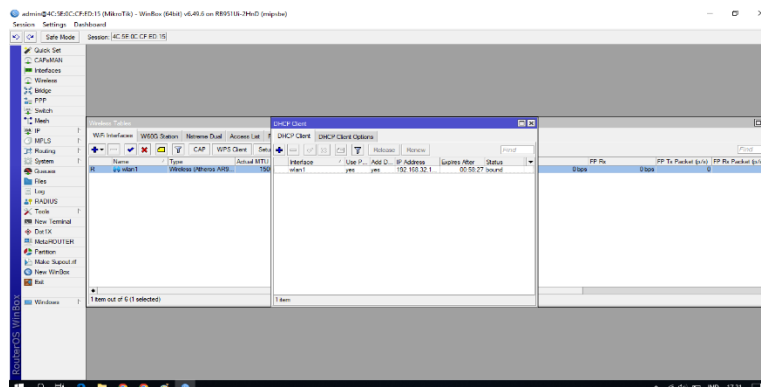 admin@4C:5E:0C:CF:ED:15 (MikroTik) - WinBox (64bit) v6.49.6 on RB951Ui-2HnD (mipsbe)
Session Settings Dashboard
Safe Mode Session: 4C:5E:0C:CF:ED:15
Quick Set
CAPsMAN
Interfaces
Wireless
Bridge
PPP
Switch
Mesh
IP
MPLS
Routing
System
Queues
Files
Log
RADIUS
Tools
New Terminal
Dot1X
MetaROUTER
Partition
Make Supout.rif
New WinBox
Exit
Windows
RouterOS WinBox
Wireless Tables
WiFi Interfaces W60G Station Nstreme Dual Access List
CAP WPS Client
Find
Name Type Actual MTU
FP Rx FP Tx Packet (p/s) FP Rx Packet (p/s)
R wlan1 Wireless (Atheros AR9...
0 bps 0 bps 0
1 item out of 6 (1 selected)
DHCP Client
DHCP Client DHCP Client Options
Release Renew Find
Interface Use P... Add D... IP Address Expires After Status
wlan1 yes yes 192.168.32.1... 00:58:27 bound
1 item
17:21